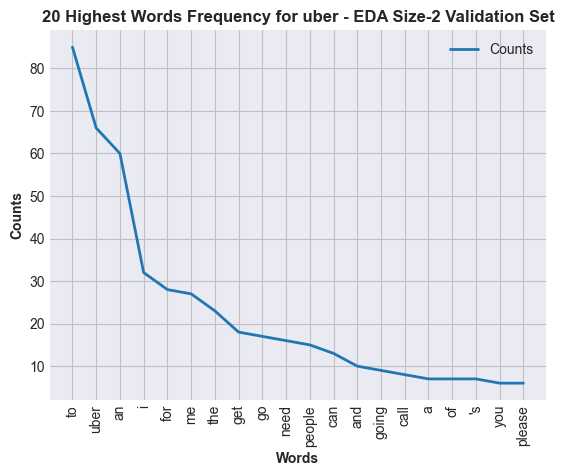 20 Highest Words Frequency for uber - EDA Size-2 Validation Set
Counts
80
70
60
50
40
30
20
10
Counts
to
uber
an
i
for
me
the
get
go
need
people
can
and
going
call
a
of
's
you
please
Words